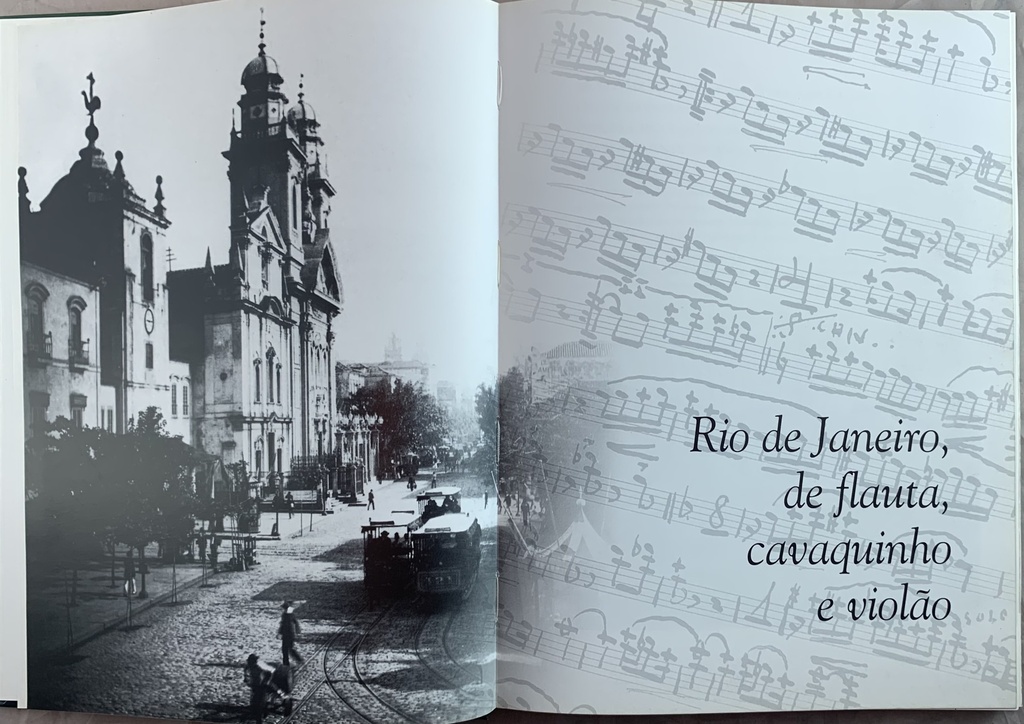 Rio de Janeiro,
de flauta,
cavaquinho
e violão